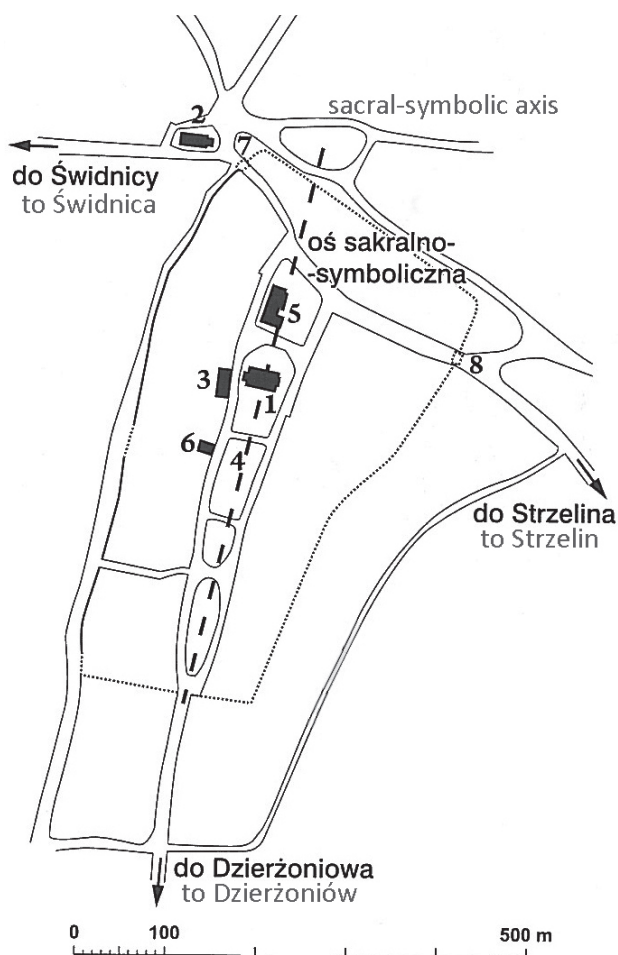 2
sacral-symbolic axis
7
do Świdnicy
to Świdnica
oś sakralno-
-symboliczna
5
8
3
1
6
4
do Strzelina
to Strzelin
do Dzierżoniowa
to Dzierżoniów
0 100 500 m